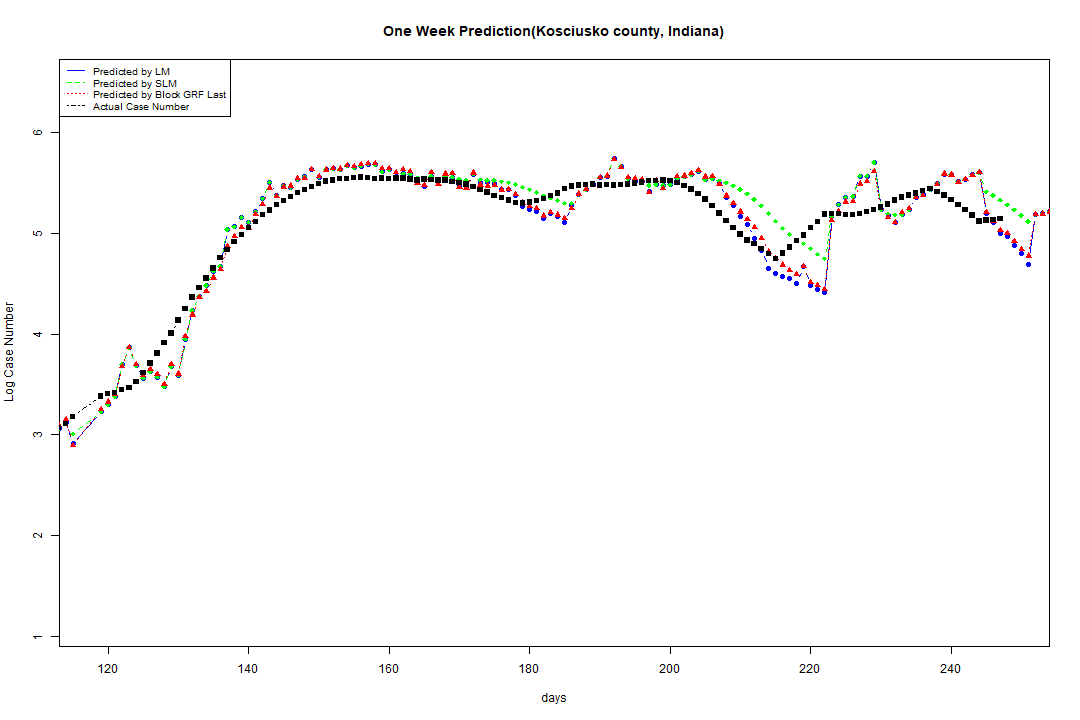 One Week Prediction(Kosciusko county, Indiana)
Predicted by LM
Predicted by SLM
Predicted by Block GRF Last
Actual Case Number
6
5
4
3
2
1
Log Case Number
120 140 160 180 200 220 240
days